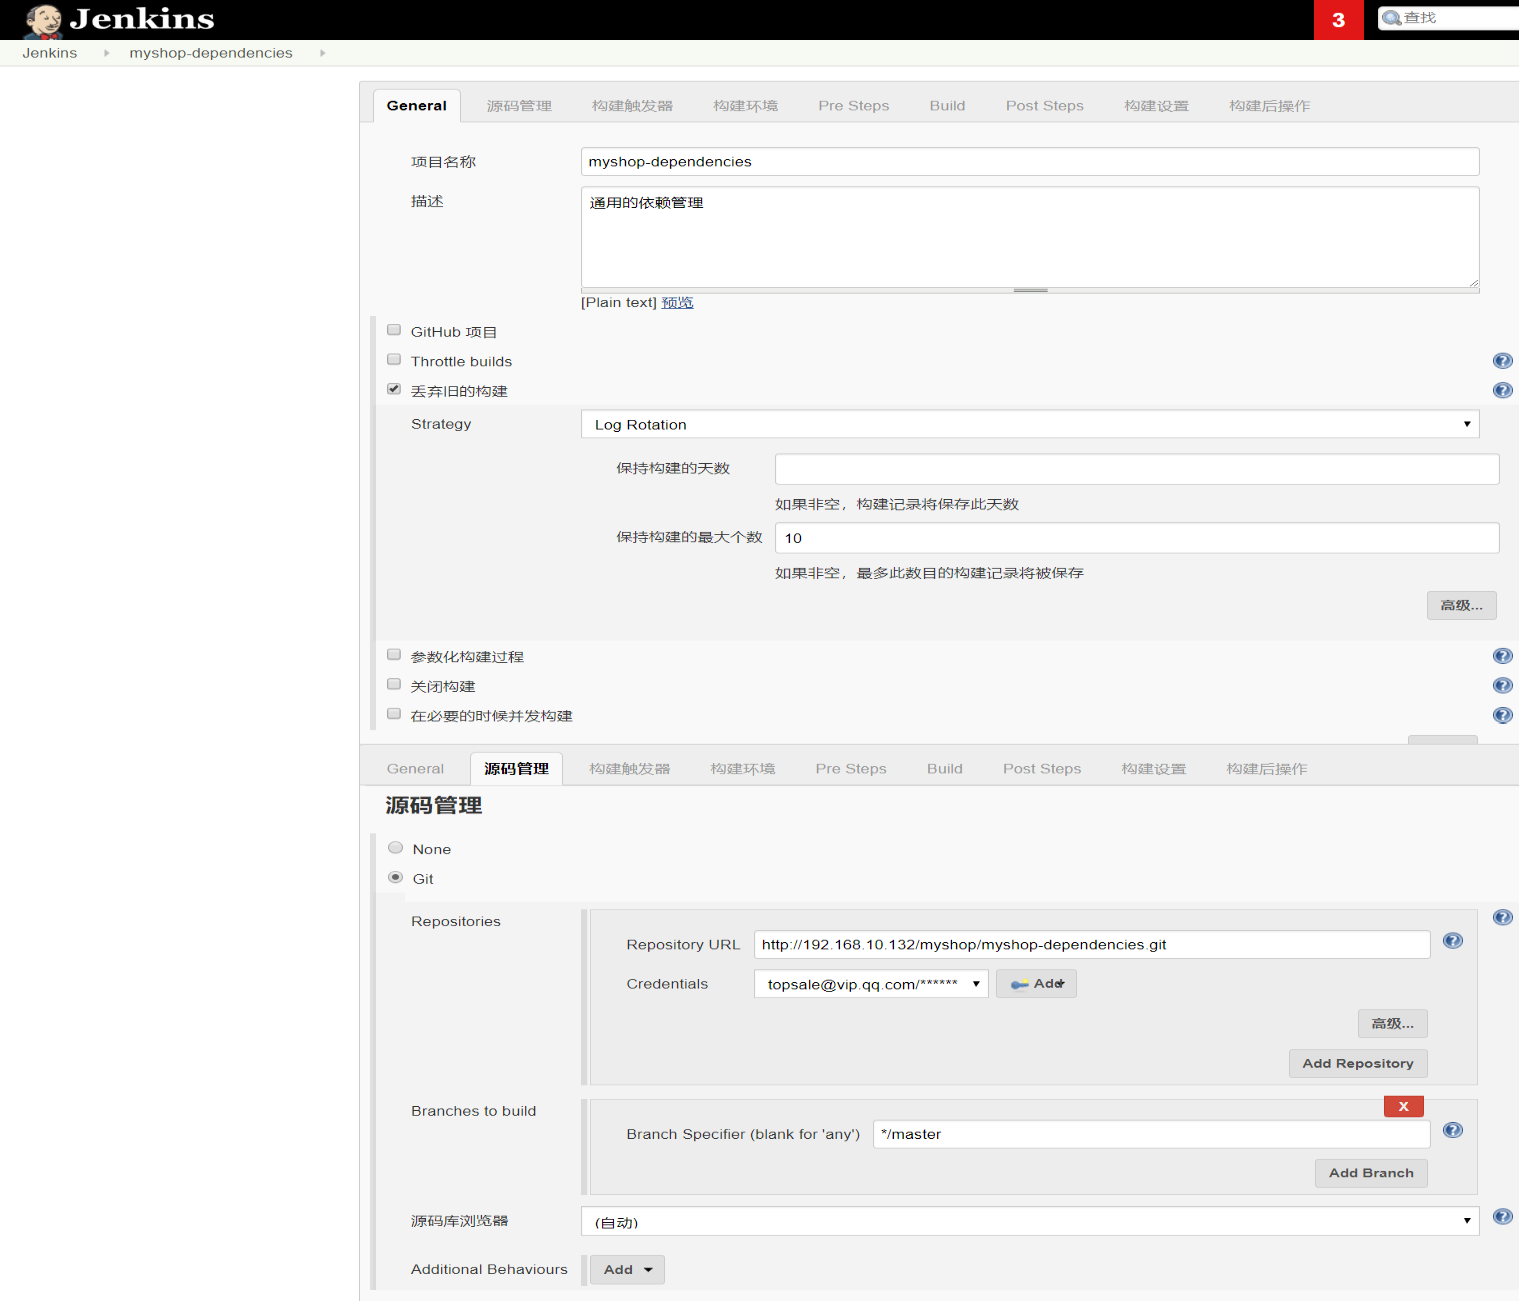 Jenkins
3
查找
Jenkins
myshop-dependencies
General 源码管理 构建触发器 构建环境 Pre Steps Build Post Steps 构建设置 构建后操作
项目名称 myshop-dependencies
描述 通用的依赖管理
[Plain text] 预览
GitHub 项目
Throttle builds
丢弃旧的构建
Strategy Log Rotation
保持构建的天数
如果非空，构建记录将保存此天数
保持构建的最大个数 10
如果非空，最多此数目的构建记录将被保存
高级...
参数化构建过程
关闭构建
在必要的时候并发构建
General 源码管理 构建触发器 构建环境 Pre Steps Build Post Steps 构建设置 构建后操作
源码管理
None
Git
Repositories
Repository URL http://192.168.10.132/myshop/myshop-dependencies.git
Credentials topsale@vip.qq.com/****** Add
高级...
Add Repository
Branches to build
X
Branch Specifier (blank for 'any') */master
Add Branch
源码库浏览器 (自动)
Additional Behaviours Add